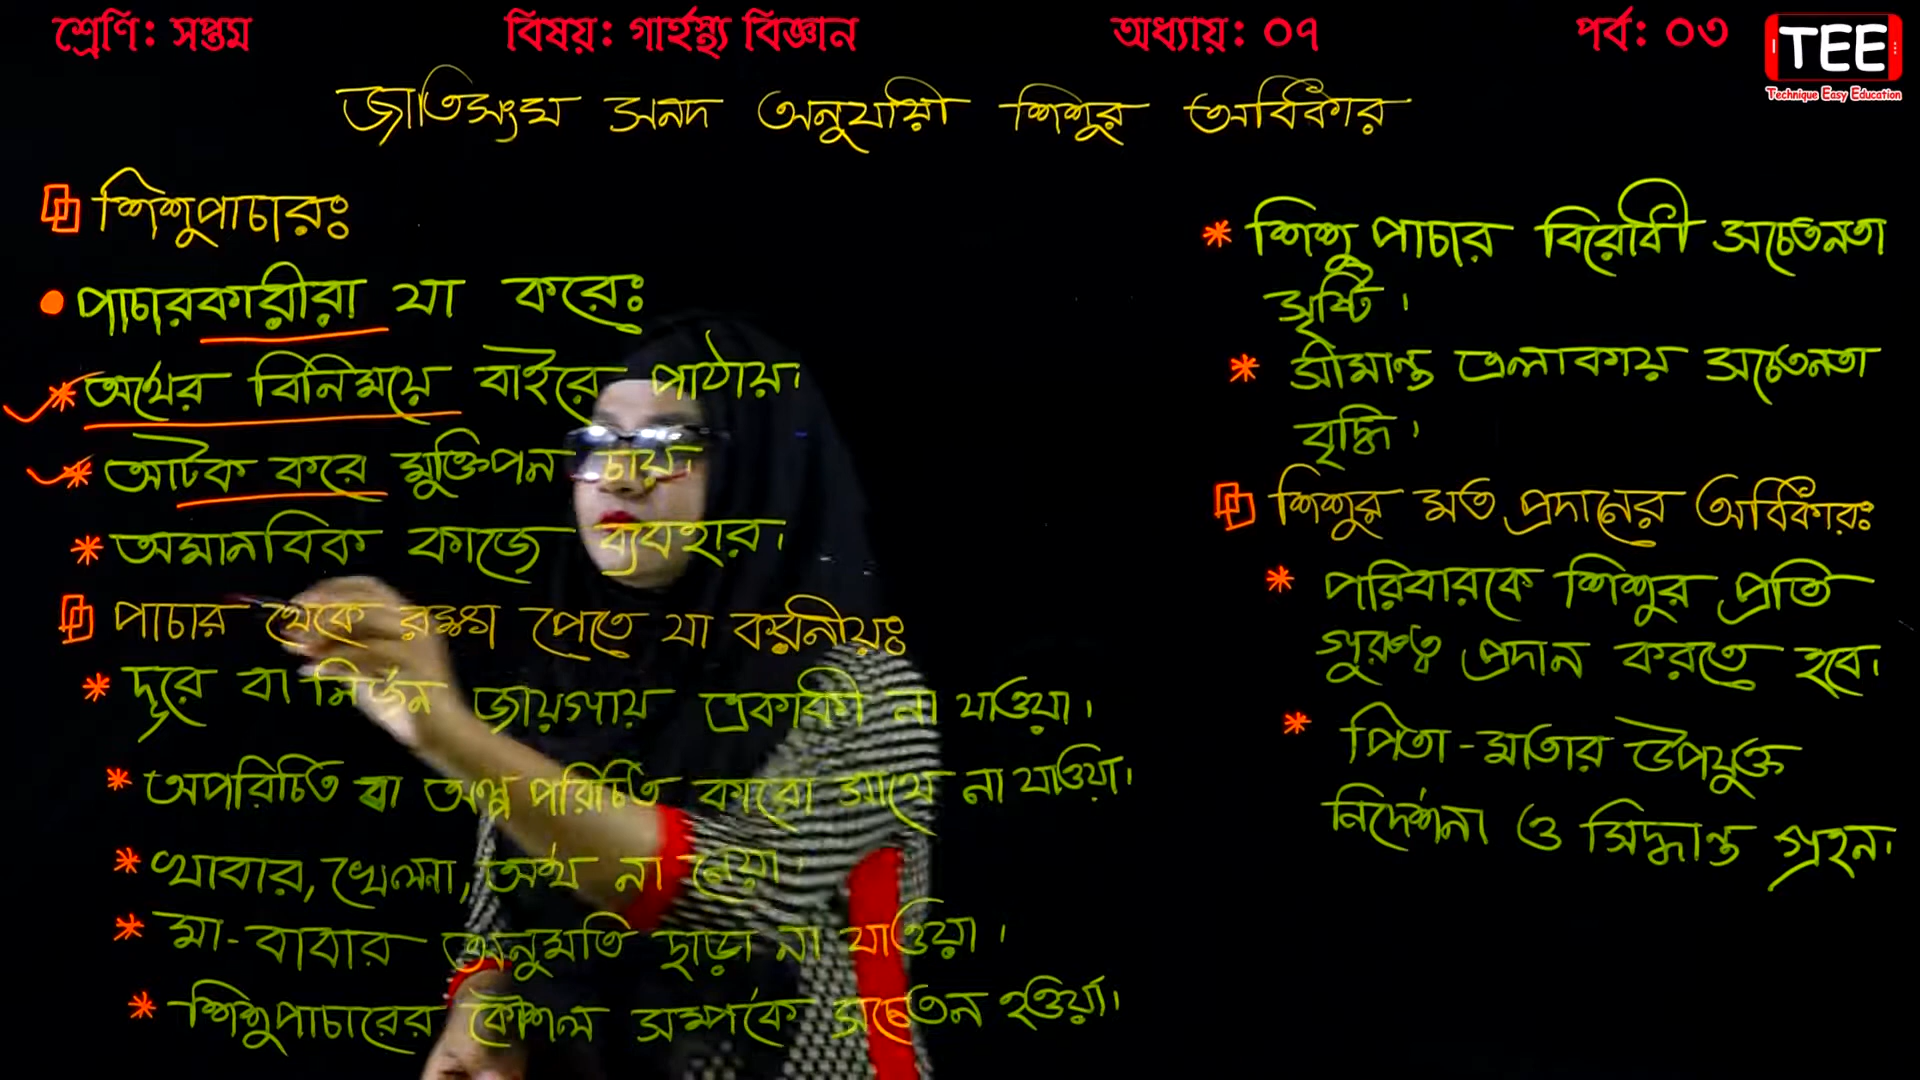 শ্রেণি: সপ্তম
বিষয়: গার্হস্থ্য বিজ্ঞান
অধ্যায়: ০৭
পর্ব: ০৩
TEE
Technique Easy Education
জাতিসংঘ সনদ অনুযায়ী শিশুর অধিকার
শিশুপাচারঃ
পাচারকারীরা যা করেঃ
* অর্থের বিনিময়ে বাইরে পাঠায়।
* আটক করে মুক্তিপন চায়।
* অমানবিক কাজে ব্যবহার।
পাচার থেকে রক্ষা পেতে যা করনীয়ঃ
* দূরে বা নির্জন জায়গায় একাকী না যাওয়া।
* অপরিচিত বা অল্প পরিচিত কারো সাথে না যাওয়া।
* খাবার, খেলনা, অর্থ না নেয়া।
* মা-বাবার অনুমতি ছাড়া না যাওয়া।
* শিশুপাচারের কৌশল সম্পর্কে সচেতন হওয়া।
* শিশু পাচার বিরোধী সচেতনতা
সৃষ্টি।
* সীমান্ত এলাকায় সচেতনতা
বৃদ্ধি।
শিশুর মত প্রদানের অধিকারঃ
* পরিবারকে শিশুর প্রতি
গুরুত্ব প্রদান করতে হবে।
* পিতা-মাতার উপযুক্ত
নির্দেশনা ও সিদ্ধান্ত গ্রহন।